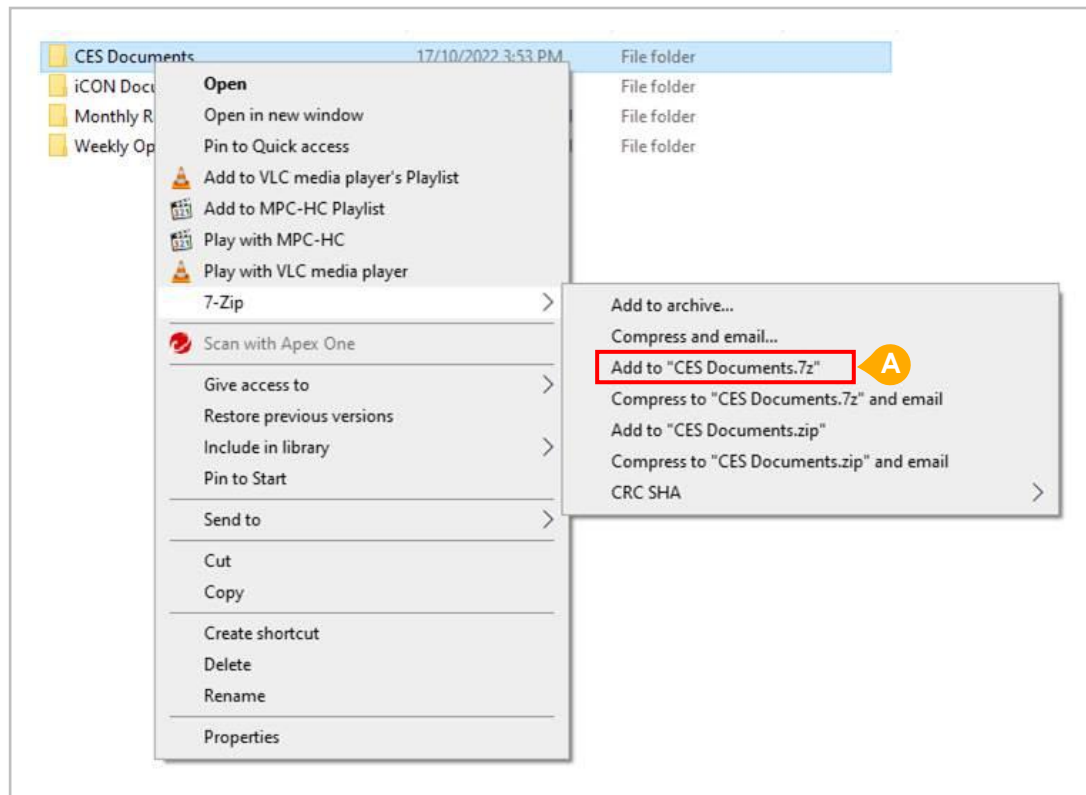 CES Documents 17/10/2022 3:53 PM File folder
iCON Docu File folder
Monthly R File folder
Weekly Op File folder
Open
Open in new window
Pin to Quick access
Add to VLC media player's Playlist
Add to MPC-HC Playlist
Play with MPC-HC
Play with VLC media player
7-Zip
Scan with Apex One
Give access to
Restore previous versions
Include in library
Pin to Start
Send to
Cut
Copy
Create shortcut
Delete
Rename
Properties
Add to archive...
Compress and email...
Add to "CES Documents.7z" A
Compress to "CES Documents.7z" and email
Add to "CES Documents.zip"
Compress to "CES Documents.zip" and email
CRC SHA